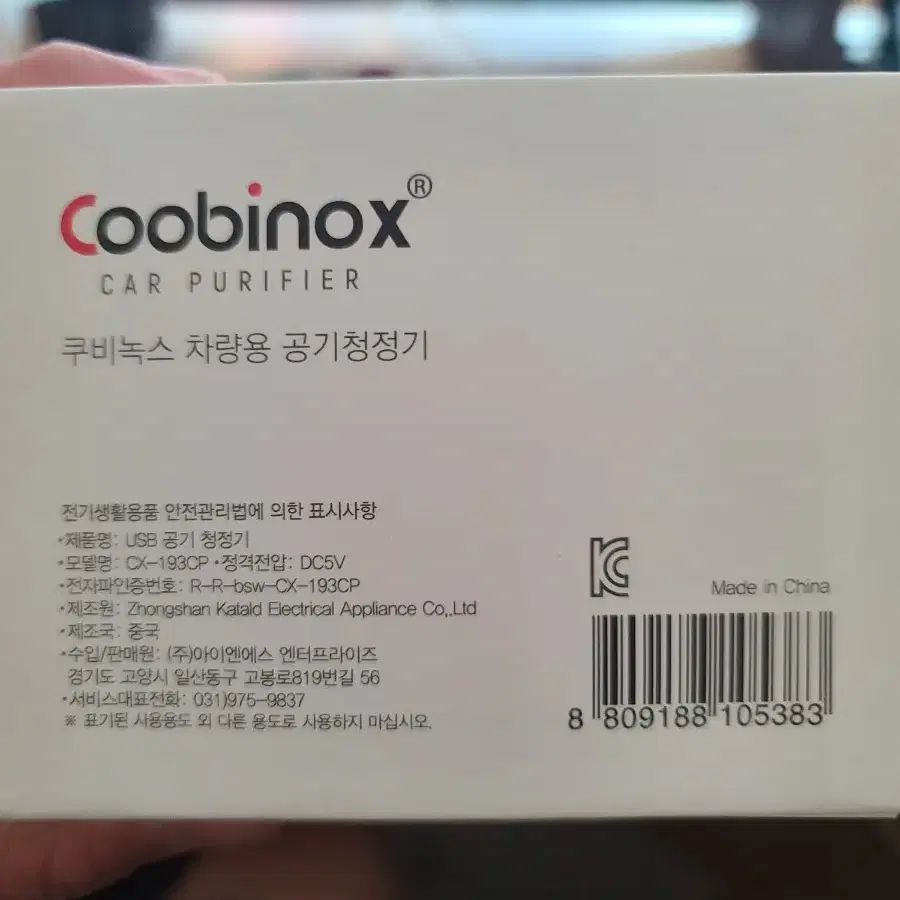 Coobinox®
CAR PURIFIER
쿠비녹스 차량용 공기청정기
전기생활용품 안전관리법에 의한 표시사항
•제품명: USB 공기 청정기
•모델명: CX-193CP •정격전압: DC5V
•전자파인증번호: R-R-bsw-CX-193CP
•제조원: Zhongshan Katald Electrical Appliance Co,.Ltd
•제조국: 중국
•수입/판매원: (주)아이엔에스 엔터프라이즈
경기도 고양시 일산동구 고봉로819번길 56
•서비스대표전화: 031)975-9837
※ 표기된 사용용도 외 다른 용도로 사용하지 마십시오.
Made in China
8 809188 105383